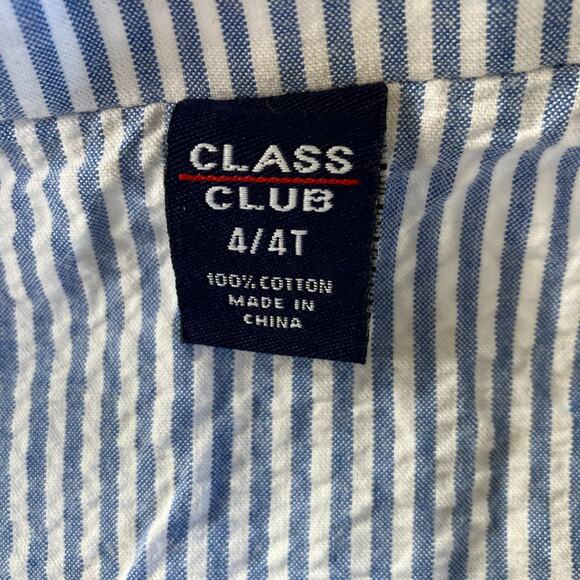 CLASS
CLUB
4/4T
100% COTTON
MADE IN
CHINA